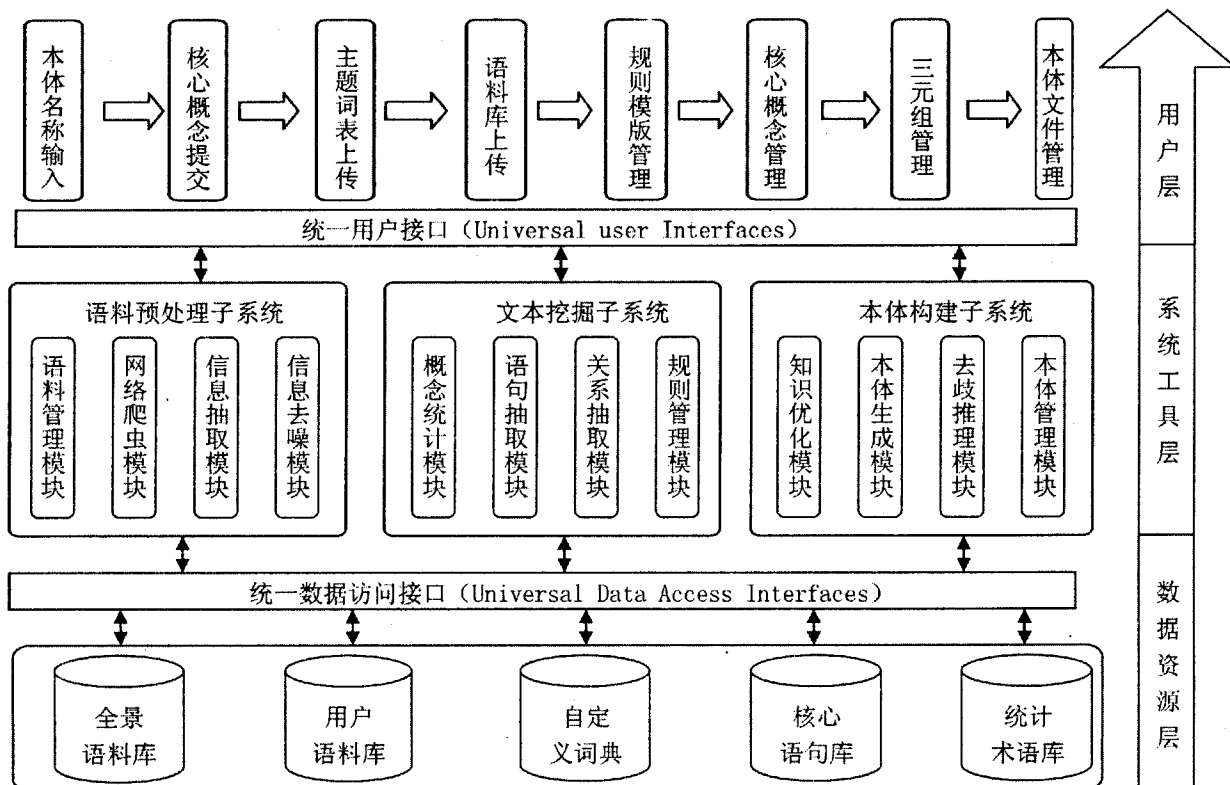 本体名称输入
核心概念提交
主题词表上传
语料库上传
规则模版管理
核心概念管理
三元组管理
本体文件管理
用户层
统一用户接口（Universal user Interfaces）
语料预处理子系统
语料管理模块
网络爬虫模块
信息抽取模块
信息去噪模块
文本挖掘子系统
概念统计模块
语句抽取模块
关系抽取模块
规则管理模块
本体构建子系统
知识优化模块
本体生成模块
去歧推理模块
本体管理模块
系统工具层
统一数据访问接口（Universal Data Access Interfaces）
全景
语料库
用户
语料库
自定
义词典
核心
语句库
统计
术语库
数据资源层